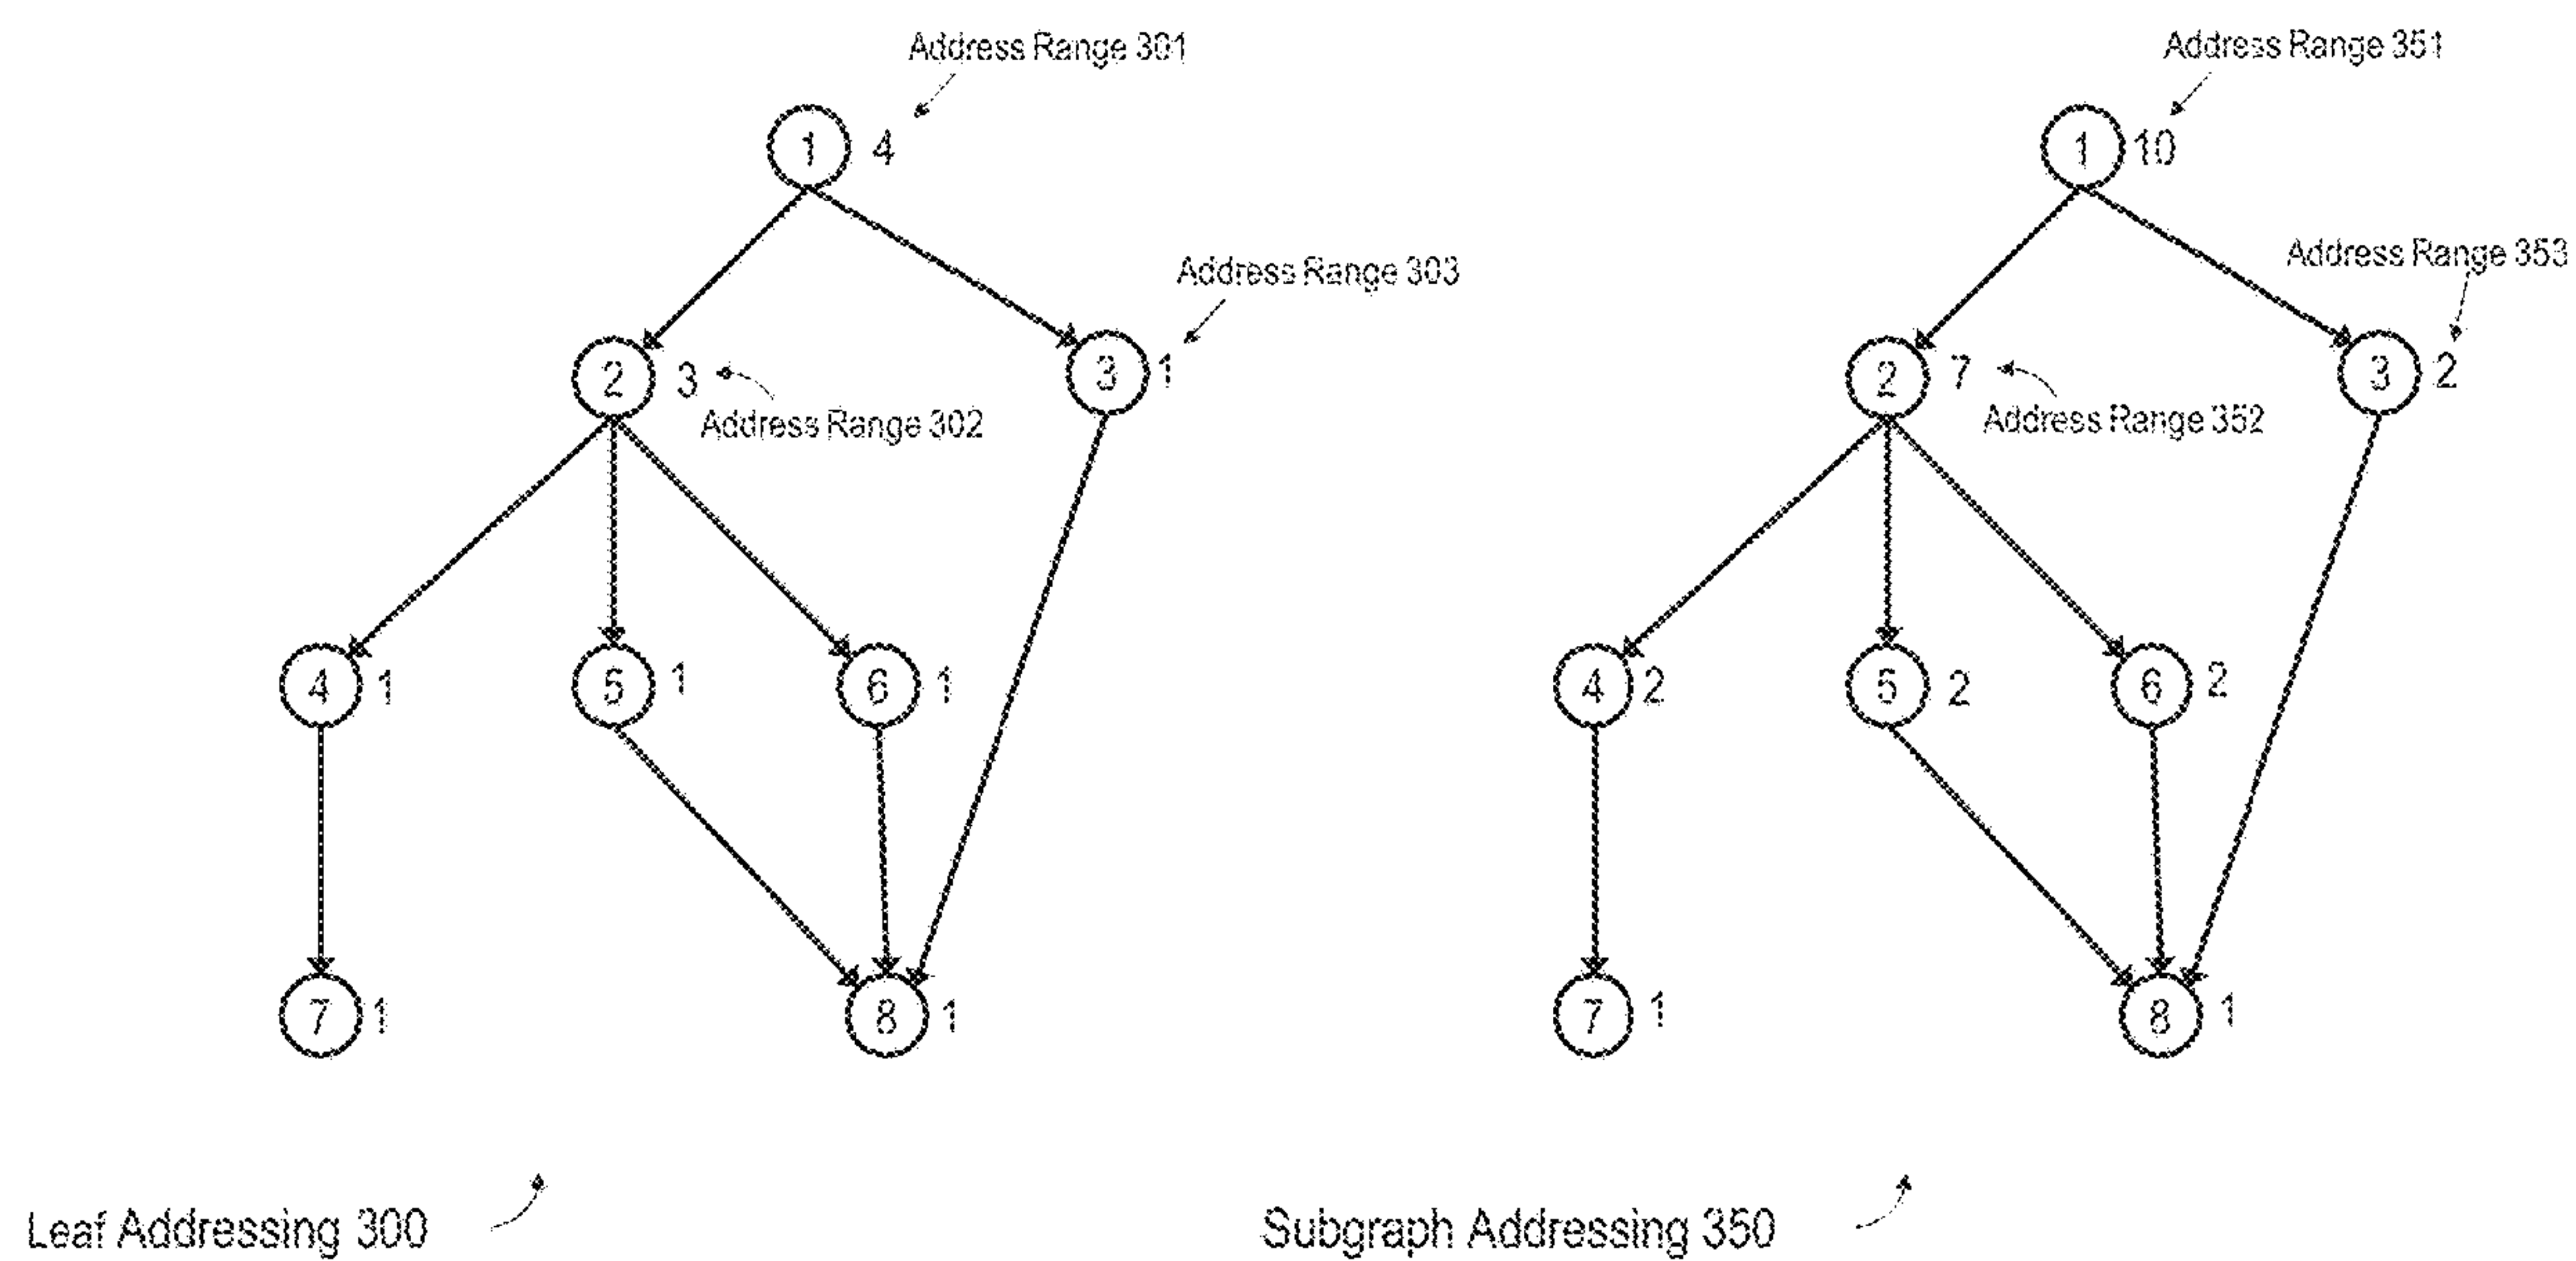 Address Range 301
Address Range 351
1 4
1 10
Address Range 353
Address Range 303
2 3
3 1
2 7
3 2
Address Range 302
Address Range 352
4 1
5 1
6 1
4 2
5 2
6 2
7 1
8 1
7 1
8 1
Leaf Addressing 300
Subgraph Addressing 350